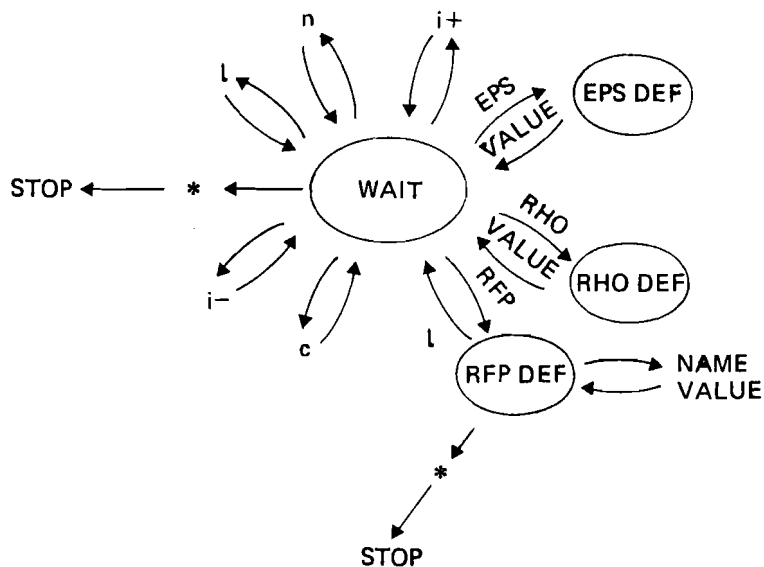 n
i+
l
EPS
VALUE
EPS DEF
STOP
*
WAIT
RHO
VALUE
RHO DEF
i-
c
l
RFP
RFP DEF
NAME
VALUE
*
STOP